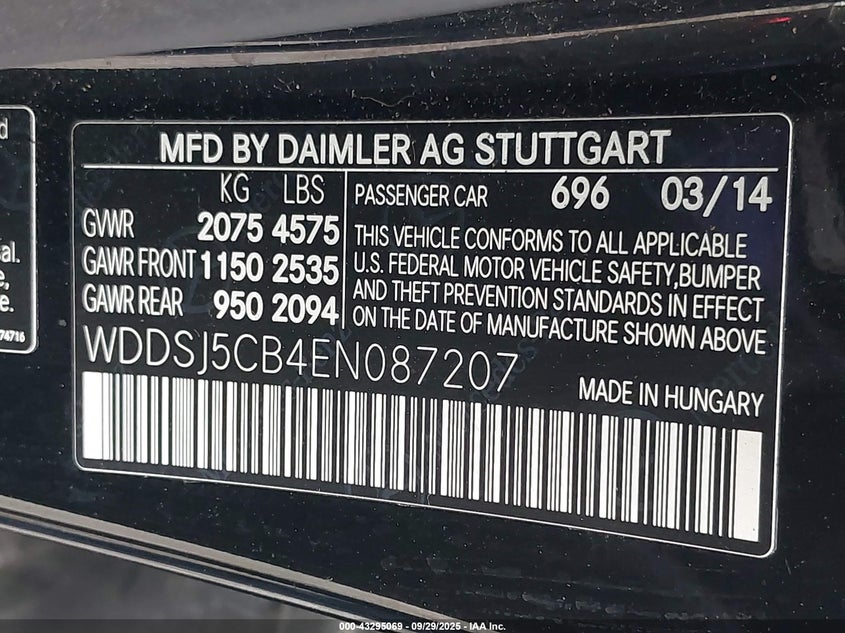 d
sal.
e,
e.
74716
MFD BY DAIMLER AG STUTTGART
KG LBS
GVWR 2075 4575
GAWR FRONT 1150 2535
GAWR REAR 950 2094
PASSENGER CAR 696 03/14
THIS VEHICLE CONFORMS TO ALL APPLICABLE
U.S. FEDERAL MOTOR VEHICLE SAFETY,BUMPER
AND THEFT PREVENTION STANDARDS IN EFFECT
ON THE DATE OF MANUFACTURE SHOWN ABOVE
WDDSJ5CB4EN087207
MADE IN HUNGARY
000-43295069 - 09/29/2025 - IAA Inc.